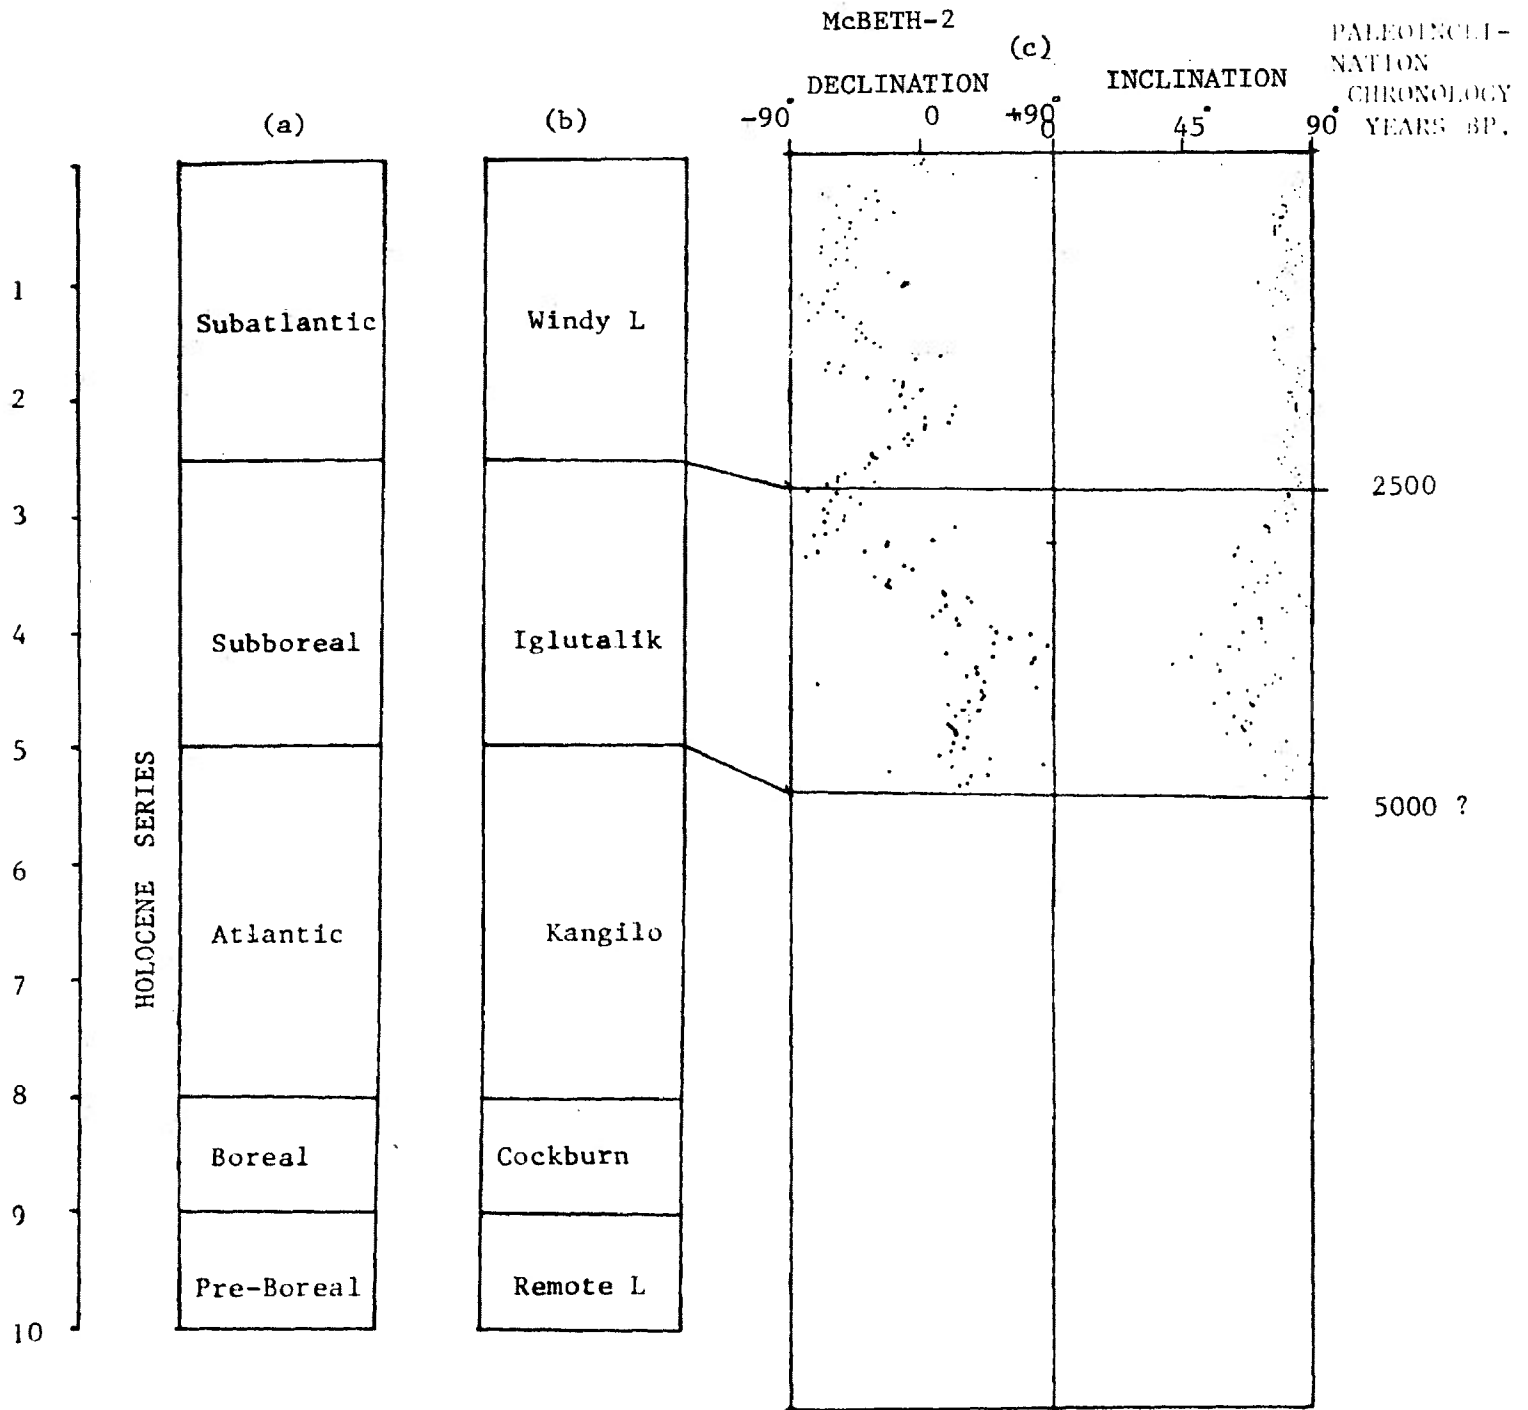 McBETH-2
(c)
PALEOINCLI-
NATION
CHRONOLOGY
YEARS BP.
DECLINATION
INCLINATION
-90°
0
+90°
0
45°
90°
(a)
(b)
1
2
3
4
5
6
7
8
9
10
HOLOCENE SERIES
Subatlantic
Subboreal
Atlantic
Boreal
Pre-Boreal
Windy L
Iglutalik
Kangilo
Cockburn
Remote L
2500
5000 ?